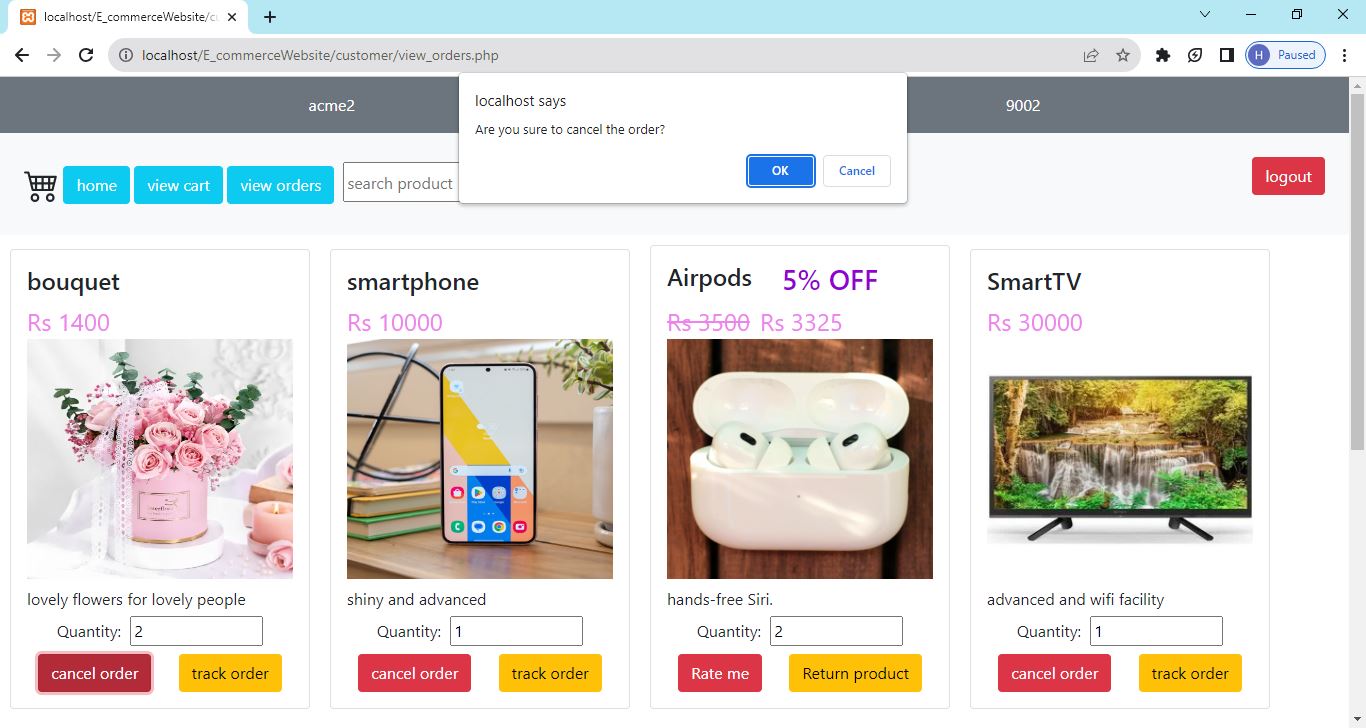 localhost/E_commerceWebsite/cu
localhost/E_commerceWebsite/customer/view_orders.php
H Paused
acme2
9002
localhost says
Are you sure to cancel the order?
OK Cancel
home view cart view orders search product
logout
bouquet
Rs 1400
lovely flowers for lovely people
Quantity: 2
cancel order track order
smartphone
Rs 10000
shiny and advanced
Quantity: 1
cancel order track order
Airpods 5% OFF
Rs 3500 Rs 3325
hands-free Siri.
Quantity: 2
Rate me Return product
SmartTV
Rs 30000
advanced and wifi facility
Quantity: 1
cancel order track order